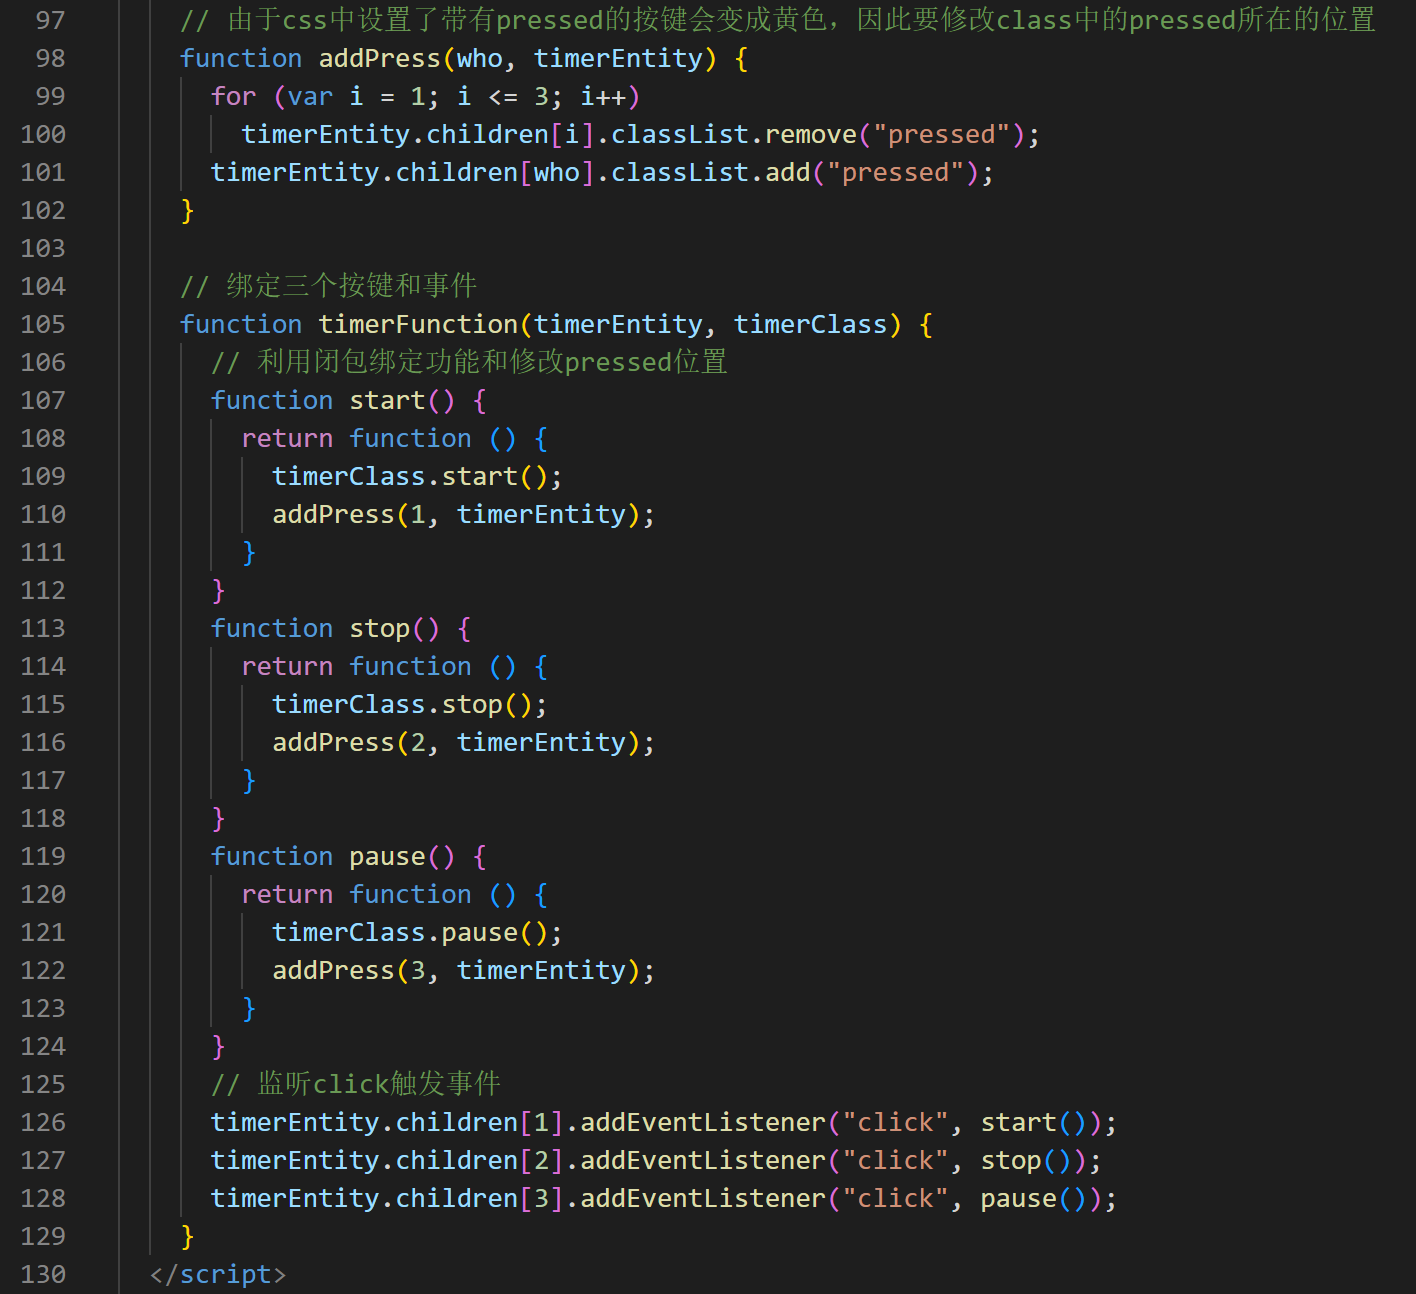 97 // 由于css中设置了带有pressed的按键会变成黄色，因此要修改class中的pressed所在的位置
98 function addPress(who, timerEntity) {
99 for (var i = 1; i <= 3; i++)
100 timerEntity.children[i].classList.remove("pressed");
101 timerEntity.children[who].classList.add("pressed");
102 }
103
104 // 绑定三个按键和事件
105 function timerFunction(timerEntity, timerClass) {
106 // 利用闭包绑定功能和修改pressed位置
107 function start() {
108 return function () {
109 timerClass.start();
110 addPress(1, timerEntity);
111 }
112 }
113 function stop() {
114 return function () {
115 timerClass.stop();
116 addPress(2, timerEntity);
117 }
118 }
119 function pause() {
120 return function () {
121 timerClass.pause();
122 addPress(3, timerEntity);
123 }
124 }
125 // 监听click触发事件
126 timerEntity.children[1].addEventListener("click", start());
127 timerEntity.children[2].addEventListener("click", stop());
128 timerEntity.children[3].addEventListener("click", pause());
129 }
130 </script>